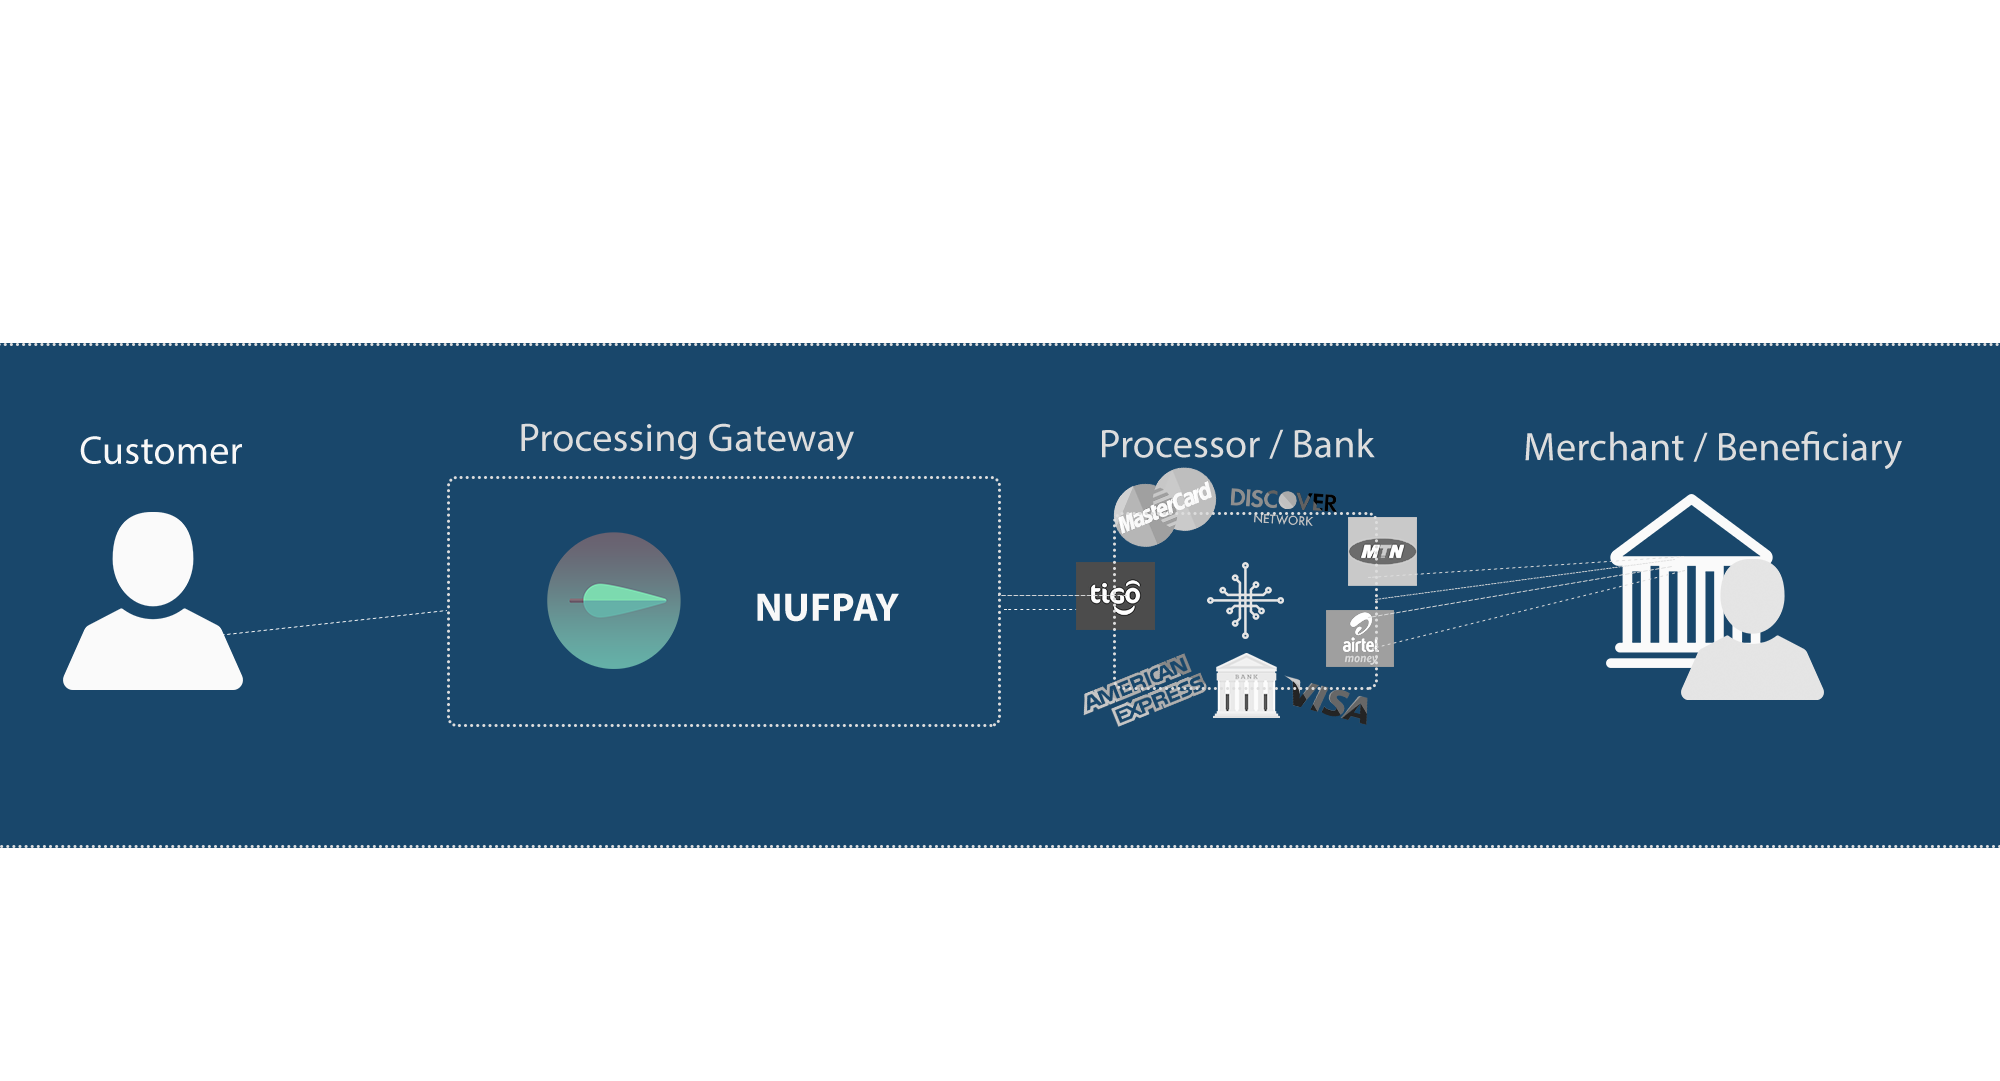 Customer
Processing Gateway
Processor / Bank
Merchant / Beneficiary
NUFPAY
MasterCard
DISCOVER
NETWORK
MTN
tigo
airtel
money
AMERICAN
EXPRESS
BANK
VISA